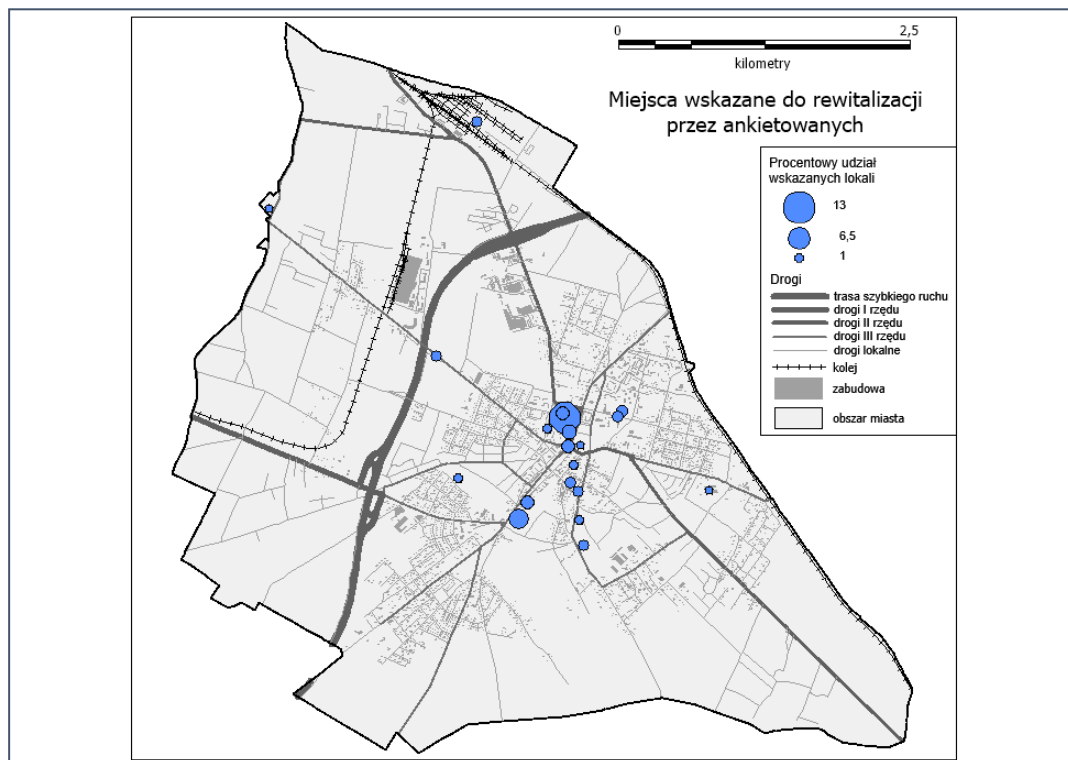 0 2,5
kilometry
Miejsca wskazane do rewitalizacji
przez ankietowanych
Procentowy udział
wskazanych lokali
13
6,5
1
Drogi
trasa szybkiego ruchu
drogi I rzędu
drogi II rzędu
drogi III rzędu
drogi lokalne
kolej
zabudowa
obszar miasta